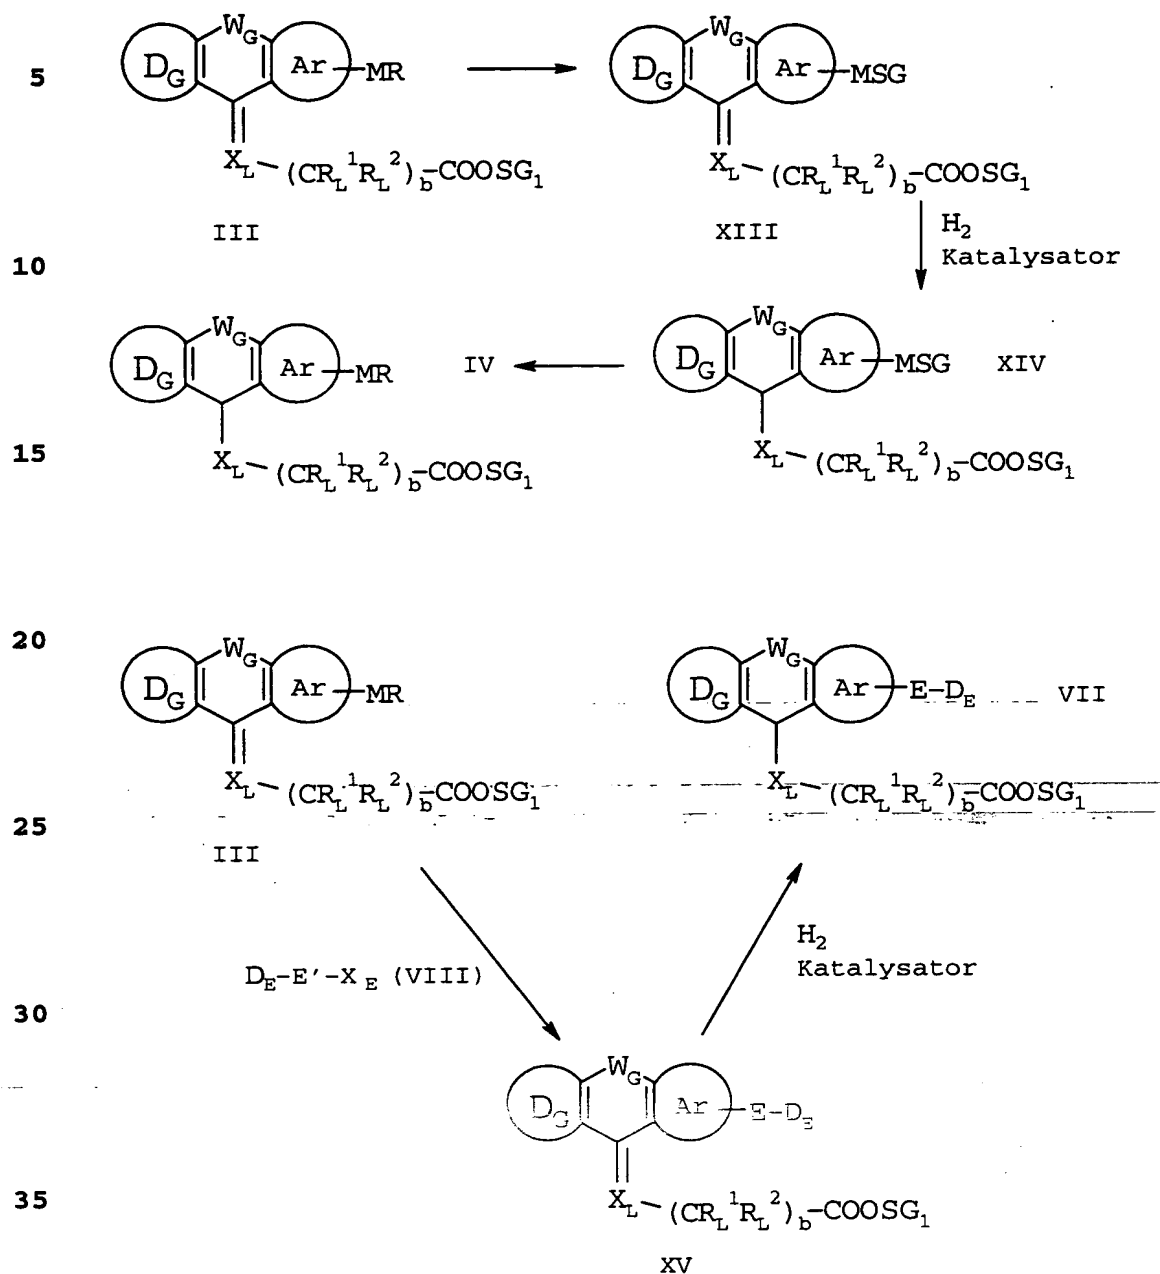 W_G W_G
5 D_G Ar MR D_G Ar MSG
X_L (CR_L^1R_L^2)_b-COOSG_1 X_L (CR_L^1R_L^2)_b-COOSG_1
III XIII H_2
10 Katalysator
W_G W_G
D_G Ar MR IV D_G Ar MSG XIV
15 X_L (CR_L^1R_L^2)_b-COOSG_1 X_L (CR_L^1R_L^2)_b-COOSG_1
20 W_G W_G
D_G Ar MR D_G Ar E-D_E VII
X_L (CR_L^1R_L^2)_b-COOSG_1 X_L (CR_L^1R_L^2)_b-COOSG_1
25
III
H_2
D_E-E'-X_E (VIII) Katalysator
30
W_G
D_G Ar E-D_E
35 X_L (CR_L^1R_L^2)_b-COOSG_1
XV